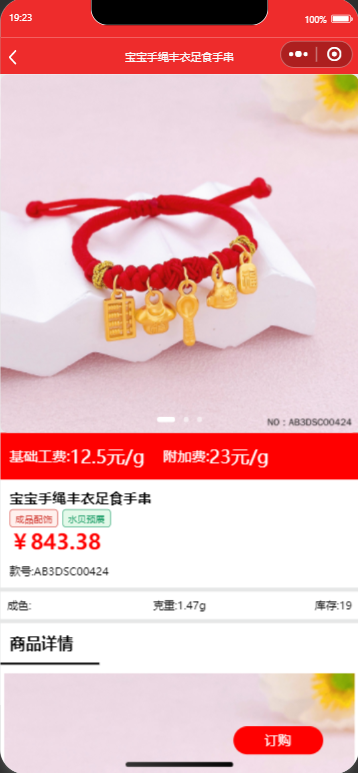 19:23
100%
宝宝手绳丰衣足食手串
NO：AB3DSC00424
基础工费:12.5元/g 附加费:23元/g
宝宝手绳丰衣足食手串
成品配饰 水贝预展
￥843.38
款号:AB3DSC00424
成色: 克重:1.47g 库存:19
商品详情
订购